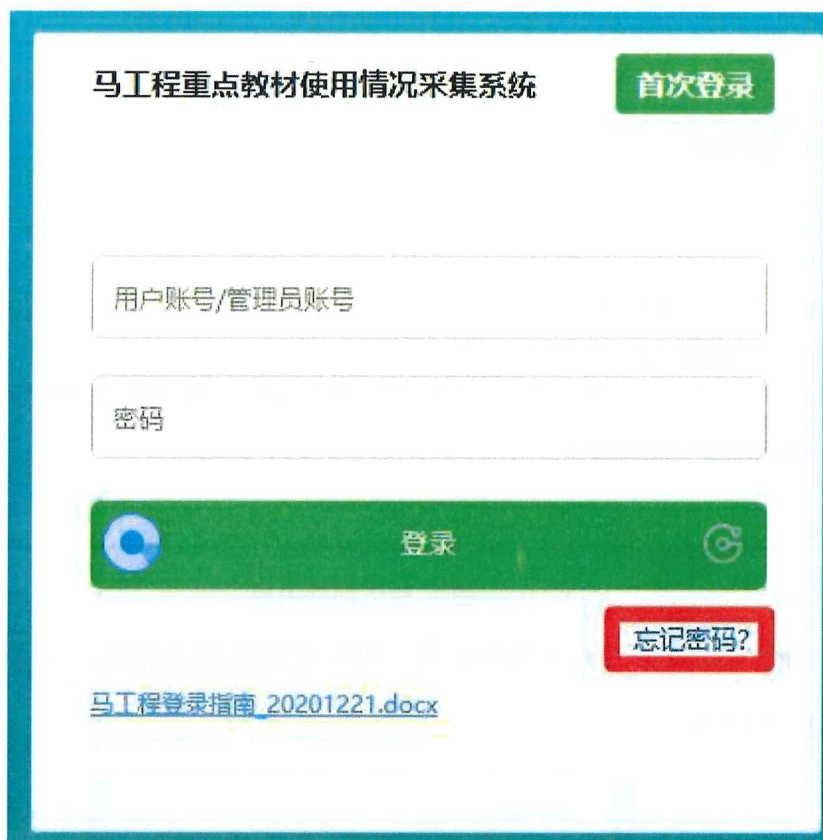 马工程重点教材使用情况采集系统
首次登录
用户账号/管理员账号
密码
登录
忘记密码?
马工程登录指南_20201221.docx